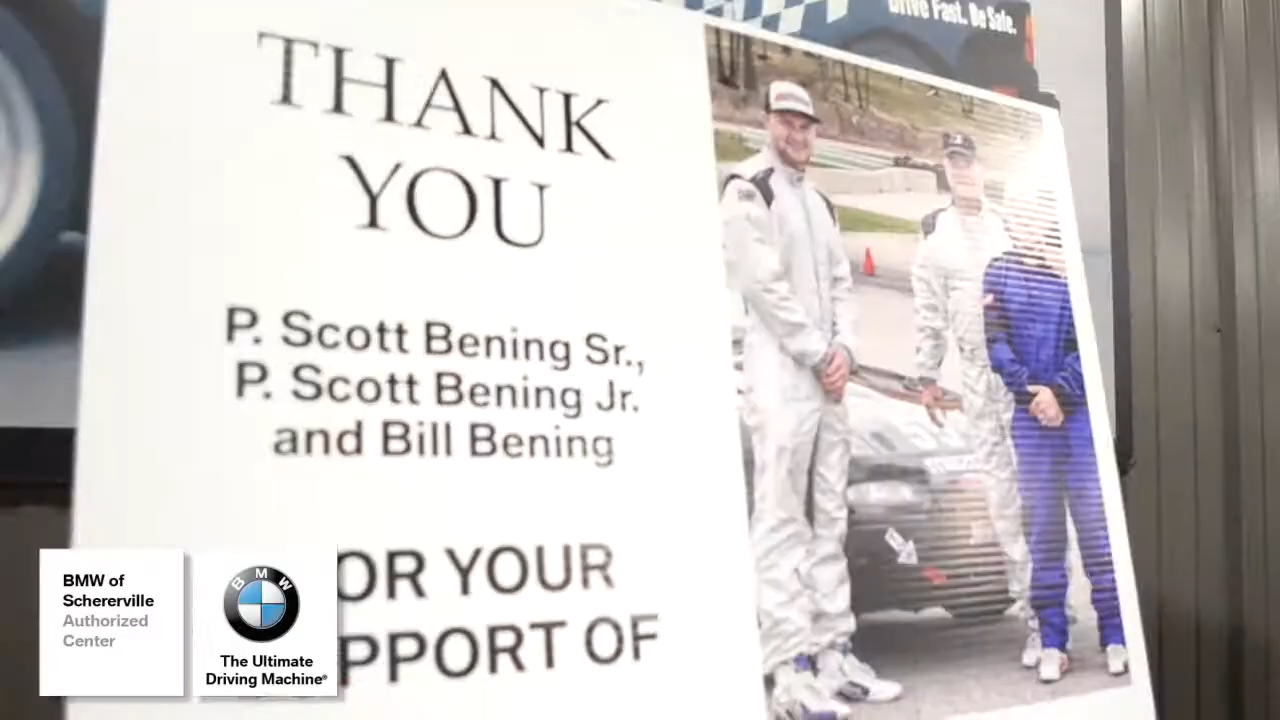 Drive Fast. Be Safe.
THANK
YOU
P. Scott Bening Sr.,
P. Scott Bening Jr.
and Bill Bening
OR YOUR
PPORT OF
BMW of
Schererville
Authorized
Center
BMW
The Ultimate
Driving Machine®